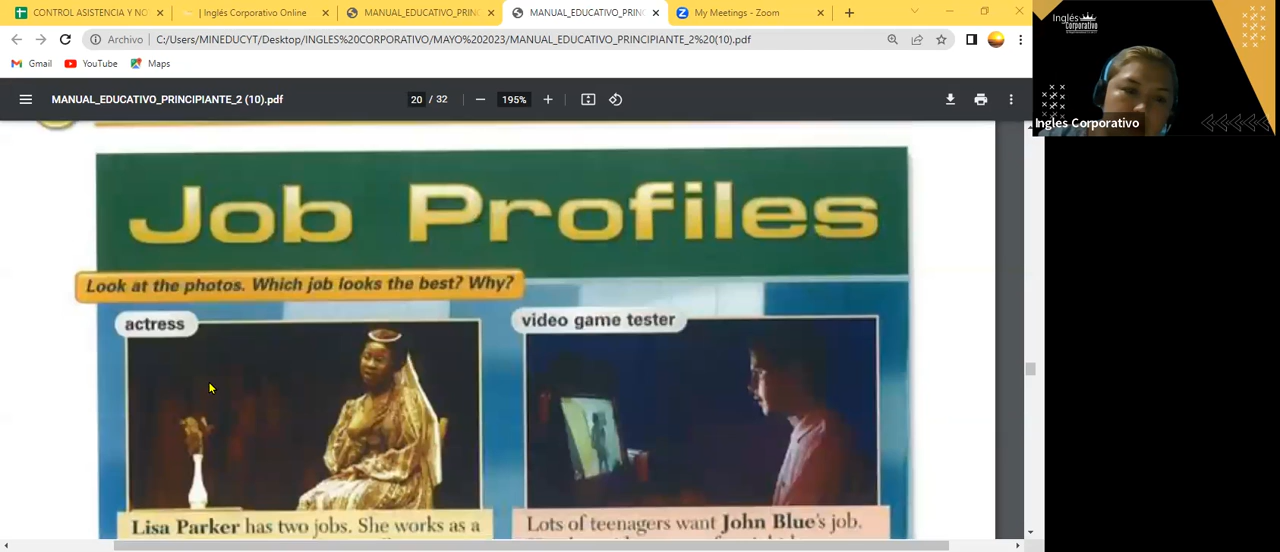 CONTROL ASISTENCIA Y NO
Inglés Corporativo Online
MANUAL_EDUCATIVO_PRIN
MANUAL_EDUCATIVO_PRINC
My Meetings - Zoom
Archivo
C:/Users/MINEDUCYT/Desktop/INGLES%20CORPORATIVO/MAYO%202023/MANUAL_EDUCATIVO_PRINCIPIANTE_2%20(10).pdf
Gmail
YouTube
Maps
MANUAL_EDUCATIVO_PRINCIPIANTE_2 (10).pdf
20 / 32
195%
Inglés
Corporativo
Ingles Corporativo
Job Profiles
Look at the photos. Which job looks the best? Why?
actress
video game tester
Lisa Parker has two jobs. She works as a
Lots of teenagers want John Blue's job.